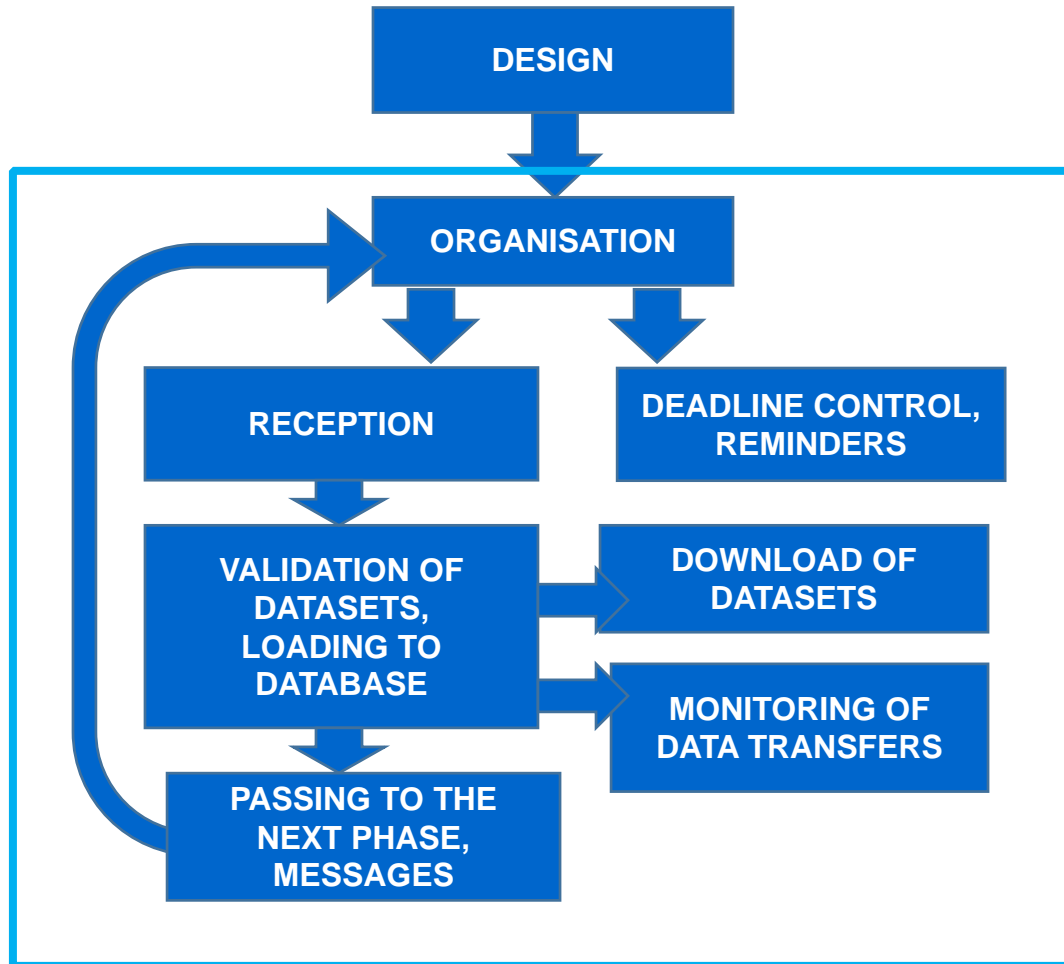 DESIGN
ORGANISATION
RECEPTION
DEADLINE CONTROL,
REMINDERS
VALIDATION OF
DATASETS,
LOADING TO
DATABASE
DOWNLOAD OF
DATASETS
MONITORING OF
DATA TRANSFERS
PASSING TO THE
NEXT PHASE,
MESSAGES